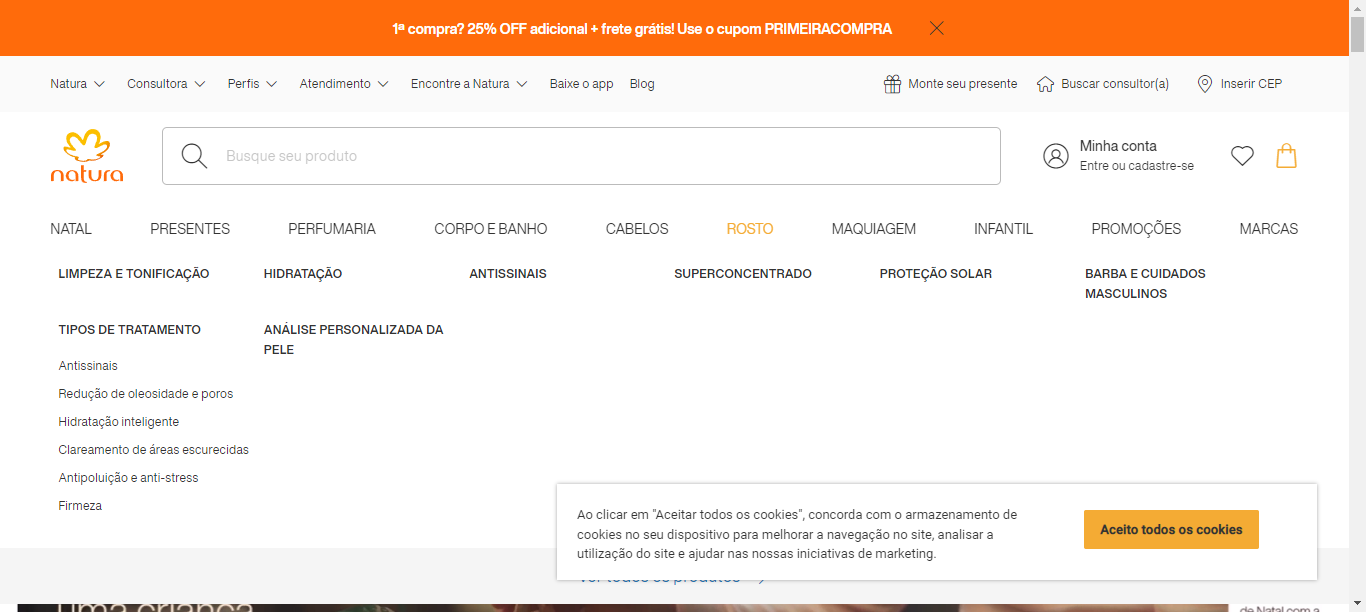 1ª compra? 25% OFF adicional + frete grátis! Use o cupom PRIMEIRACOMPRA
Natura Consultora Perfis Atendimento Encontre a Natura Baixe o app Blog Monte seu presente Buscar consultor(a) Inserir CEP
natura
Busque seu produto
Minha conta
Entre ou cadastre-se
NATAL PRESENTES PERFUMARIA CORPO E BANHO CABELOS ROSTO MAQUIAGEM INFANTIL PROMOÇÕES MARCAS
LIMPEZA E TONIFICAÇÃO HIDRATAÇÃO ANTISSINAIS SUPERCONCENTRADO PROTEÇÃO SOLAR BARBA E CUIDADOS
MASCULINOS
TIPOS DE TRATAMENTO ANÁLISE PERSONALIZADA DA
PELE
Antissinais
Redução de oleosidade e poros
Hidratação inteligente
Clareamento de áreas escurecidas
Antipoluição e anti-stress
Firmeza
Ao clicar em "Aceitar todos os cookies", concorda com o armazenamento de
cookies no seu dispositivo para melhorar a navegação no site, analisar a
utilização do site e ajudar nas nossas iniciativas de marketing.
Aceito todos os cookies
Ver todos os produtos
uma criança
de Natal com a